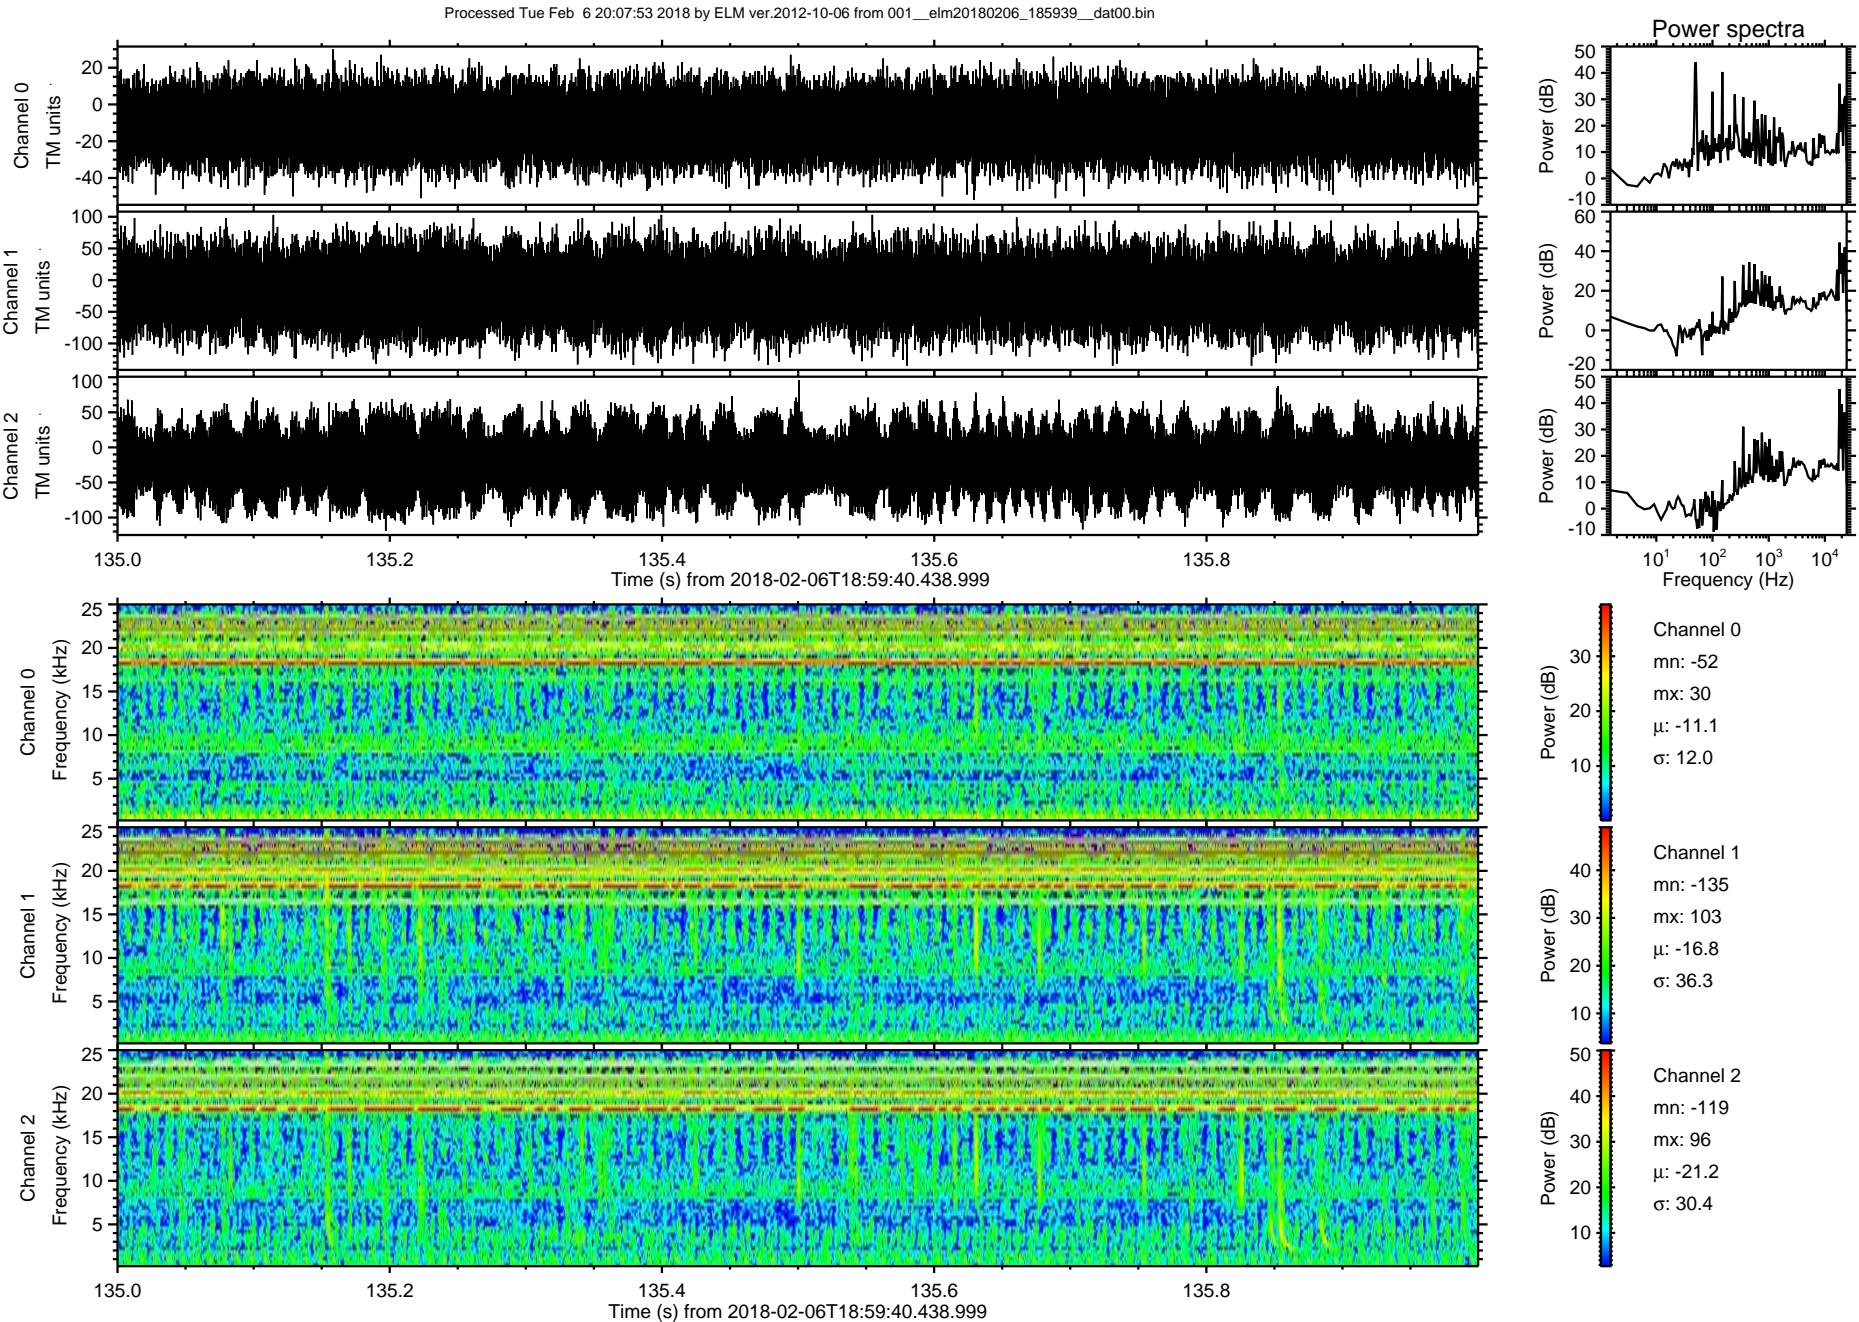 Processed Tue Feb  6 20:07:53 2018 by ELM ver.2012-10-06 from 001__elm20180206_185939__dat00.bin
Power spectra
Channel 0
TM units
20
0
-20
-40
Power (dB)
50
40
30
20
10
0
-10
Channel 1
TM units
100
50
0
-50
-100
Power (dB)
60
40
20
0
-20
Channel 2
TM units
100
50
0
-50
-100
Power (dB)
50
40
30
20
10
0
-10
135.0 135.2 135.4 135.6 135.8
Time (s) from 2018-02-06T18:59:40.438.999
10^1 10^2 10^3 10^4
Frequency (Hz)
Channel 0
Frequency (kHz)
25
20
15
10
5
Power (dB)
30
20
10
Channel 0
mn: -52
mx: 30
μ: -11.1
σ: 12.0
Channel 1
Frequency (kHz)
25
20
15
10
5
Power (dB)
40
30
20
10
Channel 1
mn: -135
mx: 103
μ: -16.8
σ: 36.3
Channel 2
Frequency (kHz)
25
20
15
10
5
Power (dB)
50
40
30
20
10
Channel 2
mn: -119
mx: 96
μ: -21.2
σ: 30.4
135.0 135.2 135.4 135.6 135.8
Time (s) from 2018-02-06T18:59:40.438.999